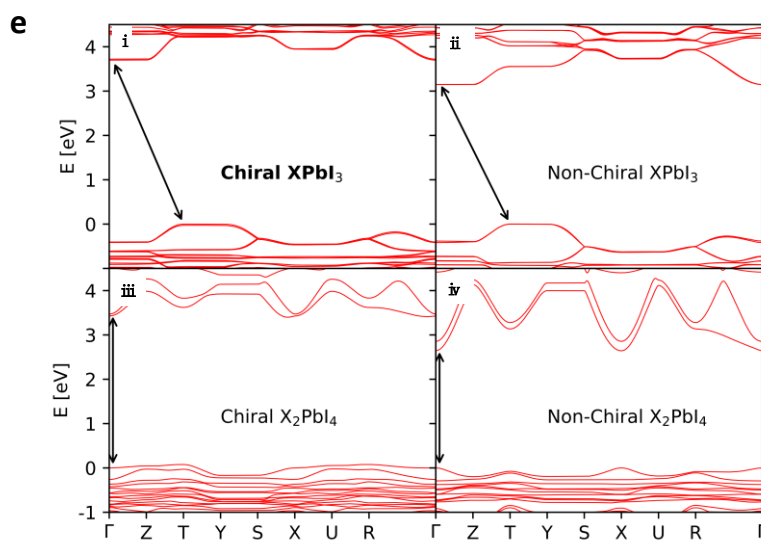 e
i
ii
E [eV]
4
3
2
1
0
Chiral XPbI₃
Non-Chiral XPbI₃
iii
iv
E [eV]
4
3
2
1
0
-1
Chiral X₂PbI₄
Non-Chiral X₂PbI₄
Γ Z T Y S X U R Γ Z T Y S X U R Γ